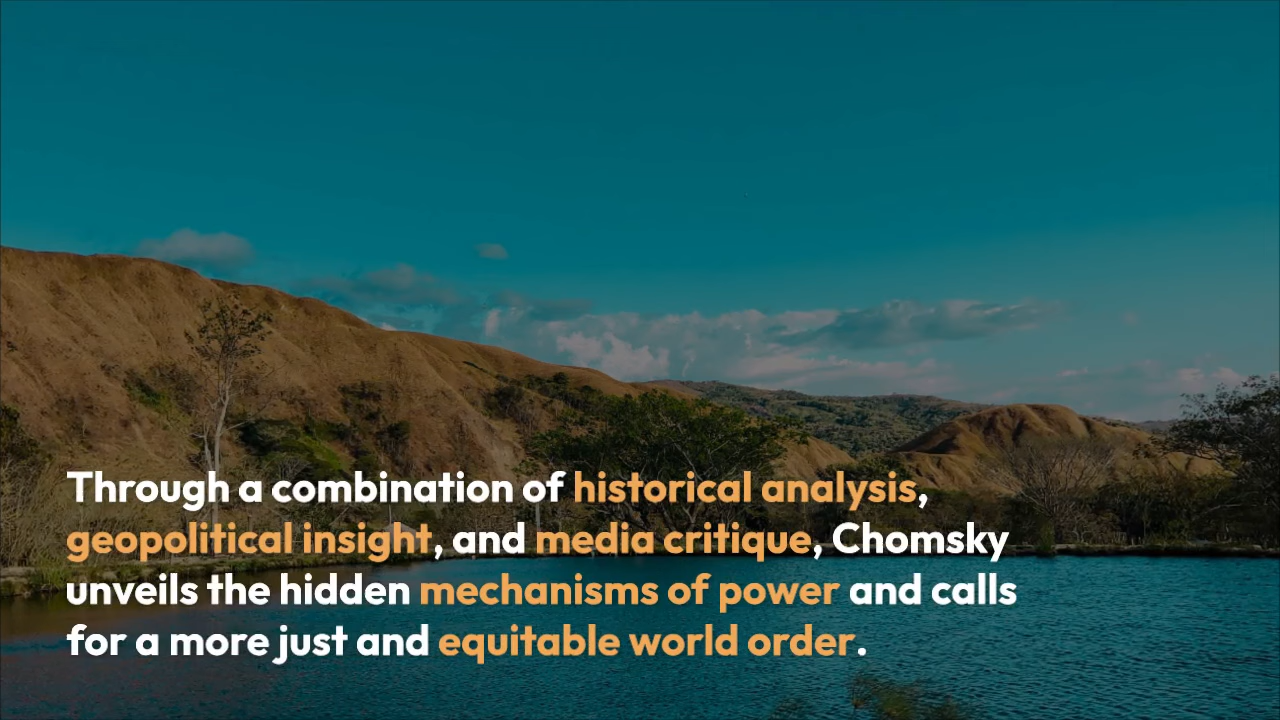 Through a combination of historical analysis,
geopolitical insight, and media critique, Chomsky
unveils the hidden mechanisms of power and calls
for a more just and equitable world order.